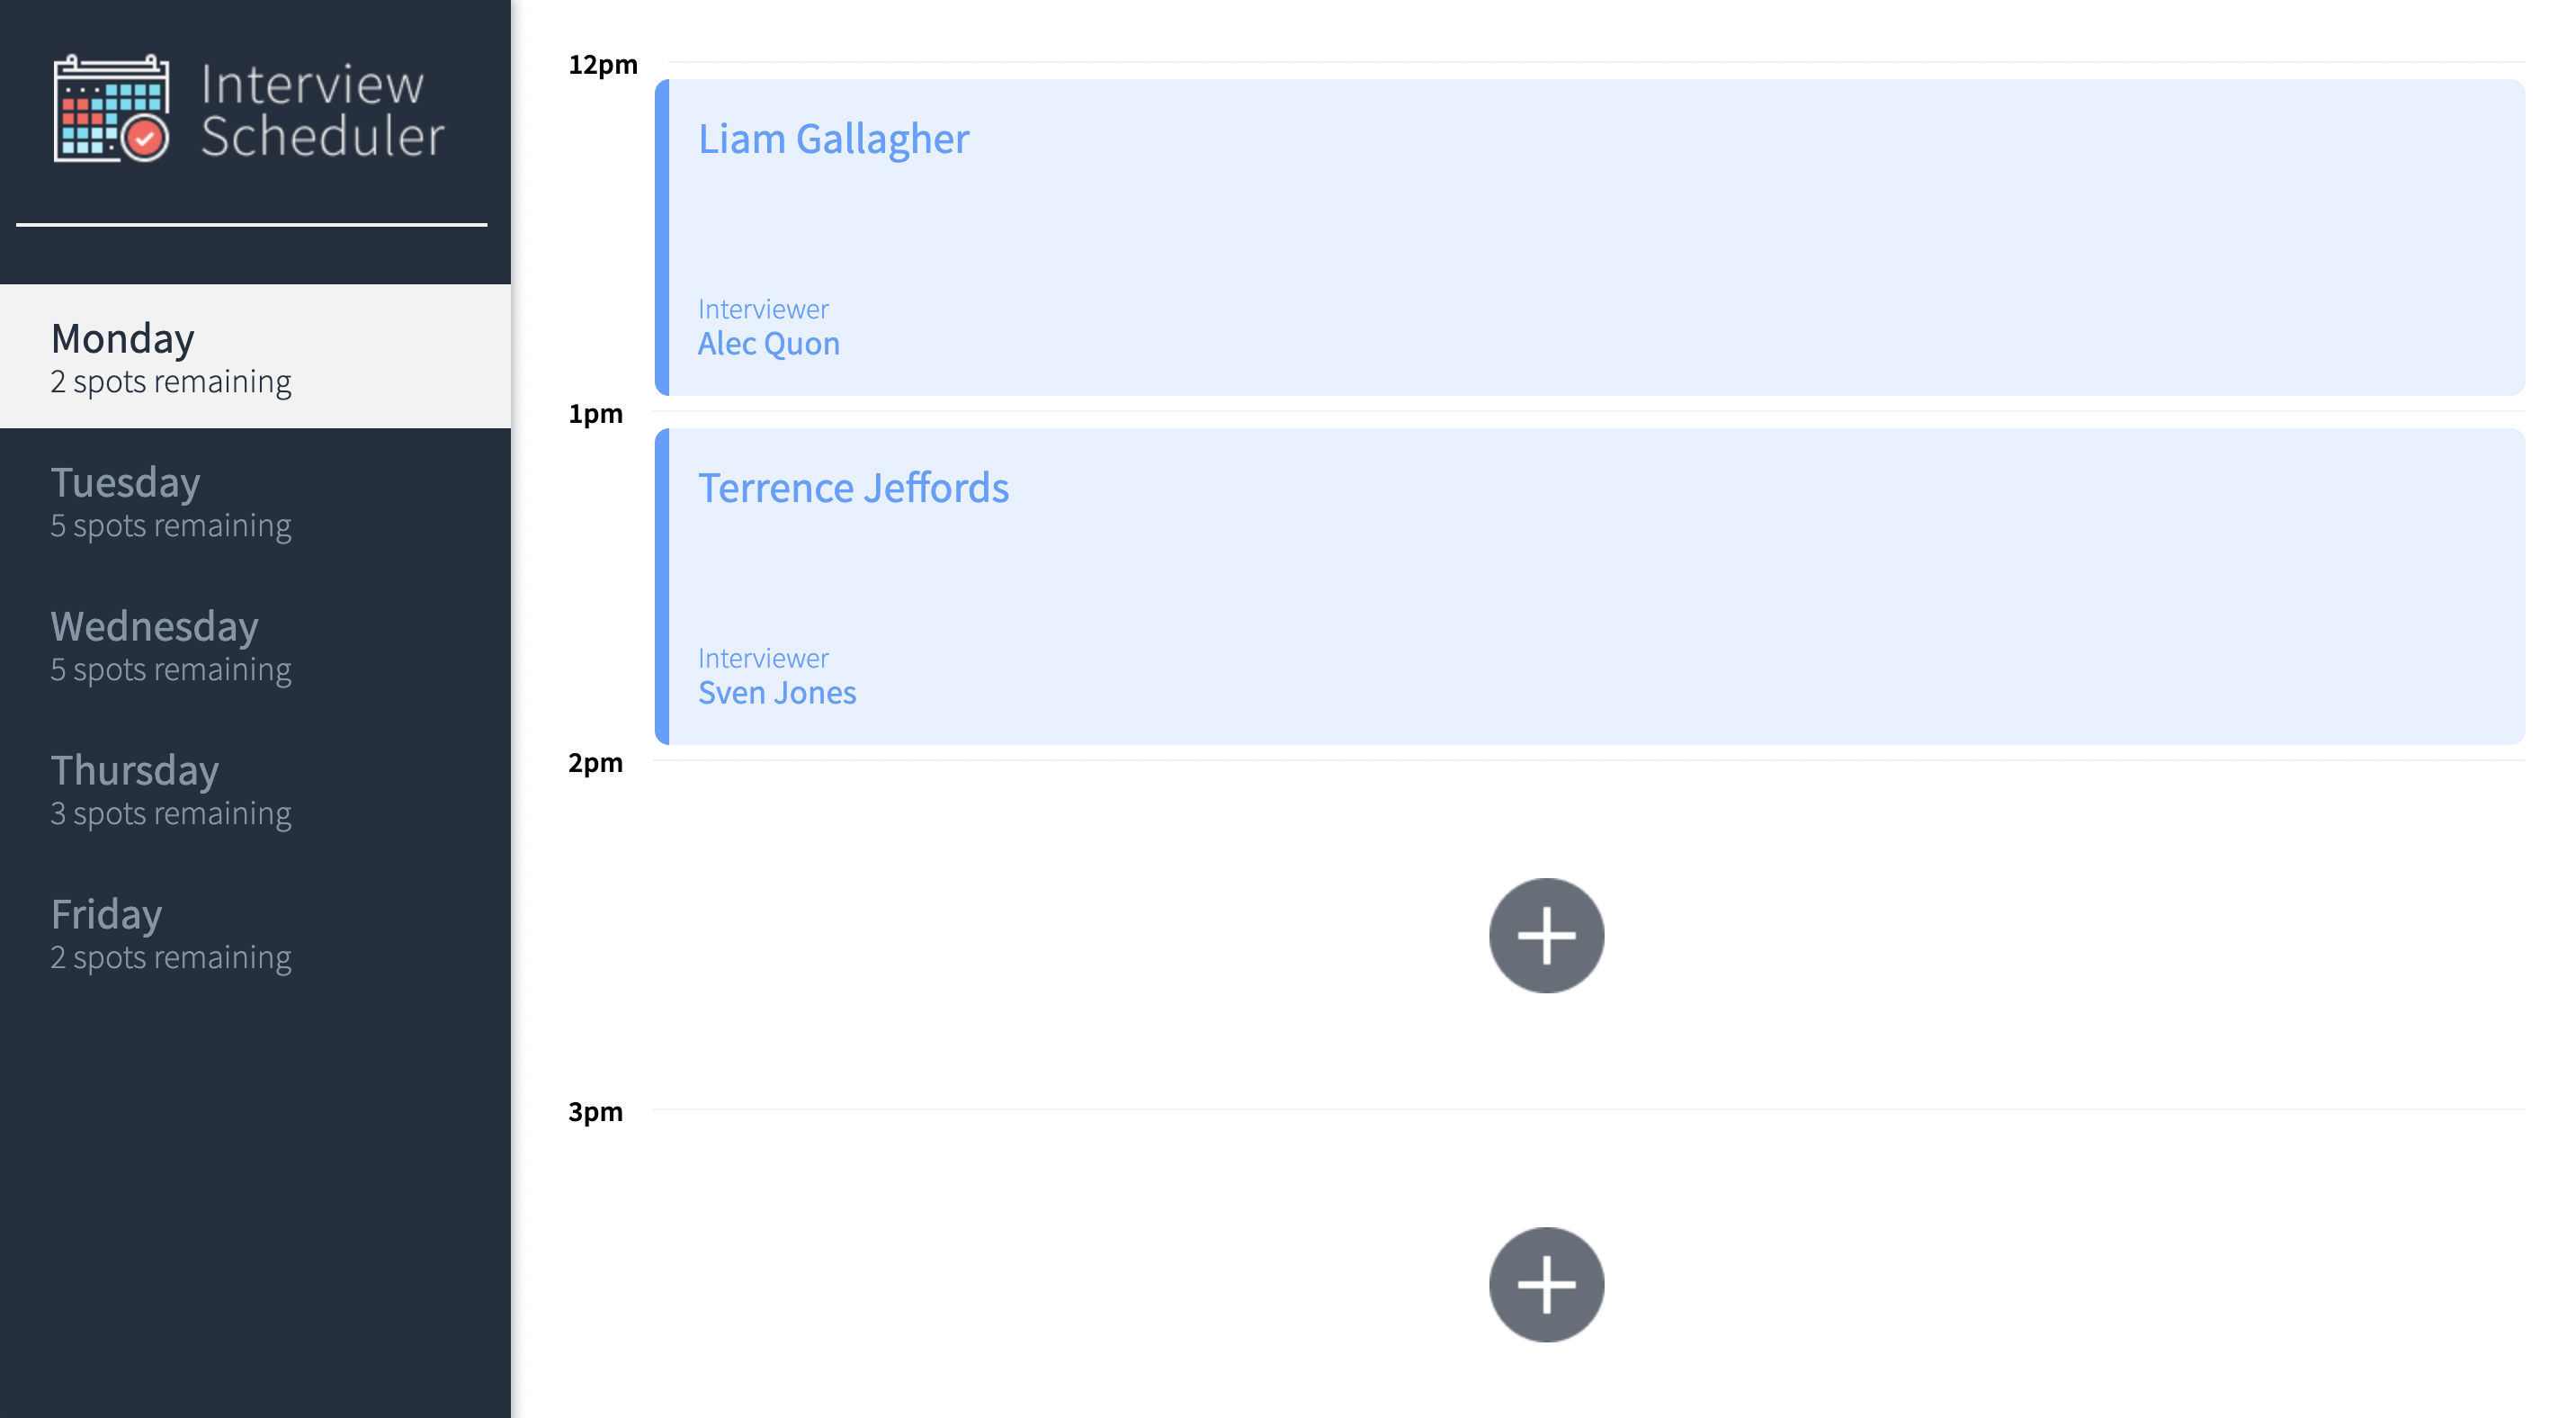 Interview
Scheduler
Monday
2 spots remaining
Tuesday
5 spots remaining
Wednesday
5 spots remaining
Thursday
3 spots remaining
Friday
2 spots remaining
12pm
Liam Gallagher
Interviewer
Alec Quon
1pm
Terrence Jeffords
Interviewer
Sven Jones
2pm
3pm